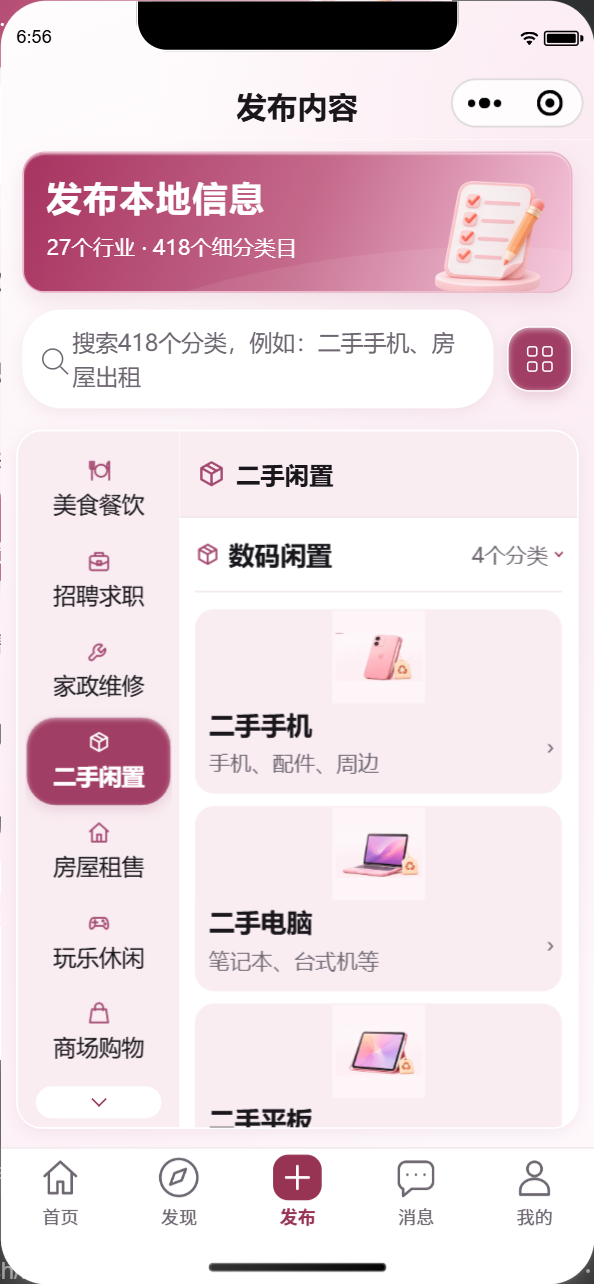 6:56
发布内容
发布本地信息
27个行业 · 418个细分类目
搜索418个分类，例如：二手手机、房
屋出租
美食餐饮
招聘求职
家政维修
二手闲置
房屋租售
玩乐休闲
商场购物
二手闲置
数码闲置
4个分类
二手手机
手机、配件、周边
二手电脑
笔记本、台式机等
二手平板
首页
发现
发布
消息
我的